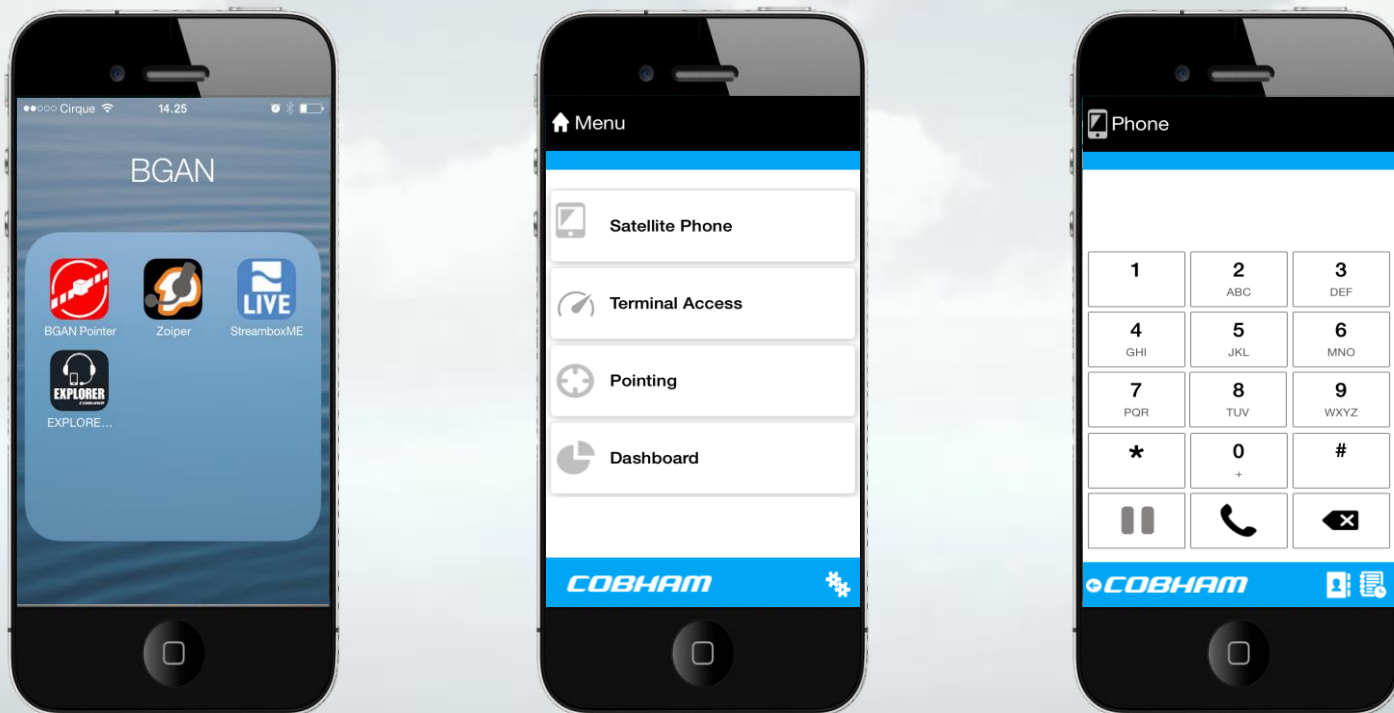 Cirque 14.25
BGAN
LIVE
BGAN Pointer Zoiper StreamboxME
EXPLORER
EXPLORE...
Menu
Satellite Phone
Terminal Access
Pointing
Dashboard
COBHAM
Phone
1 2 3
ABC DEF
4 5 6
GHI JKL MNO
7 8 9
PQR TUV WXYZ
* 0 #
+
COBHAM